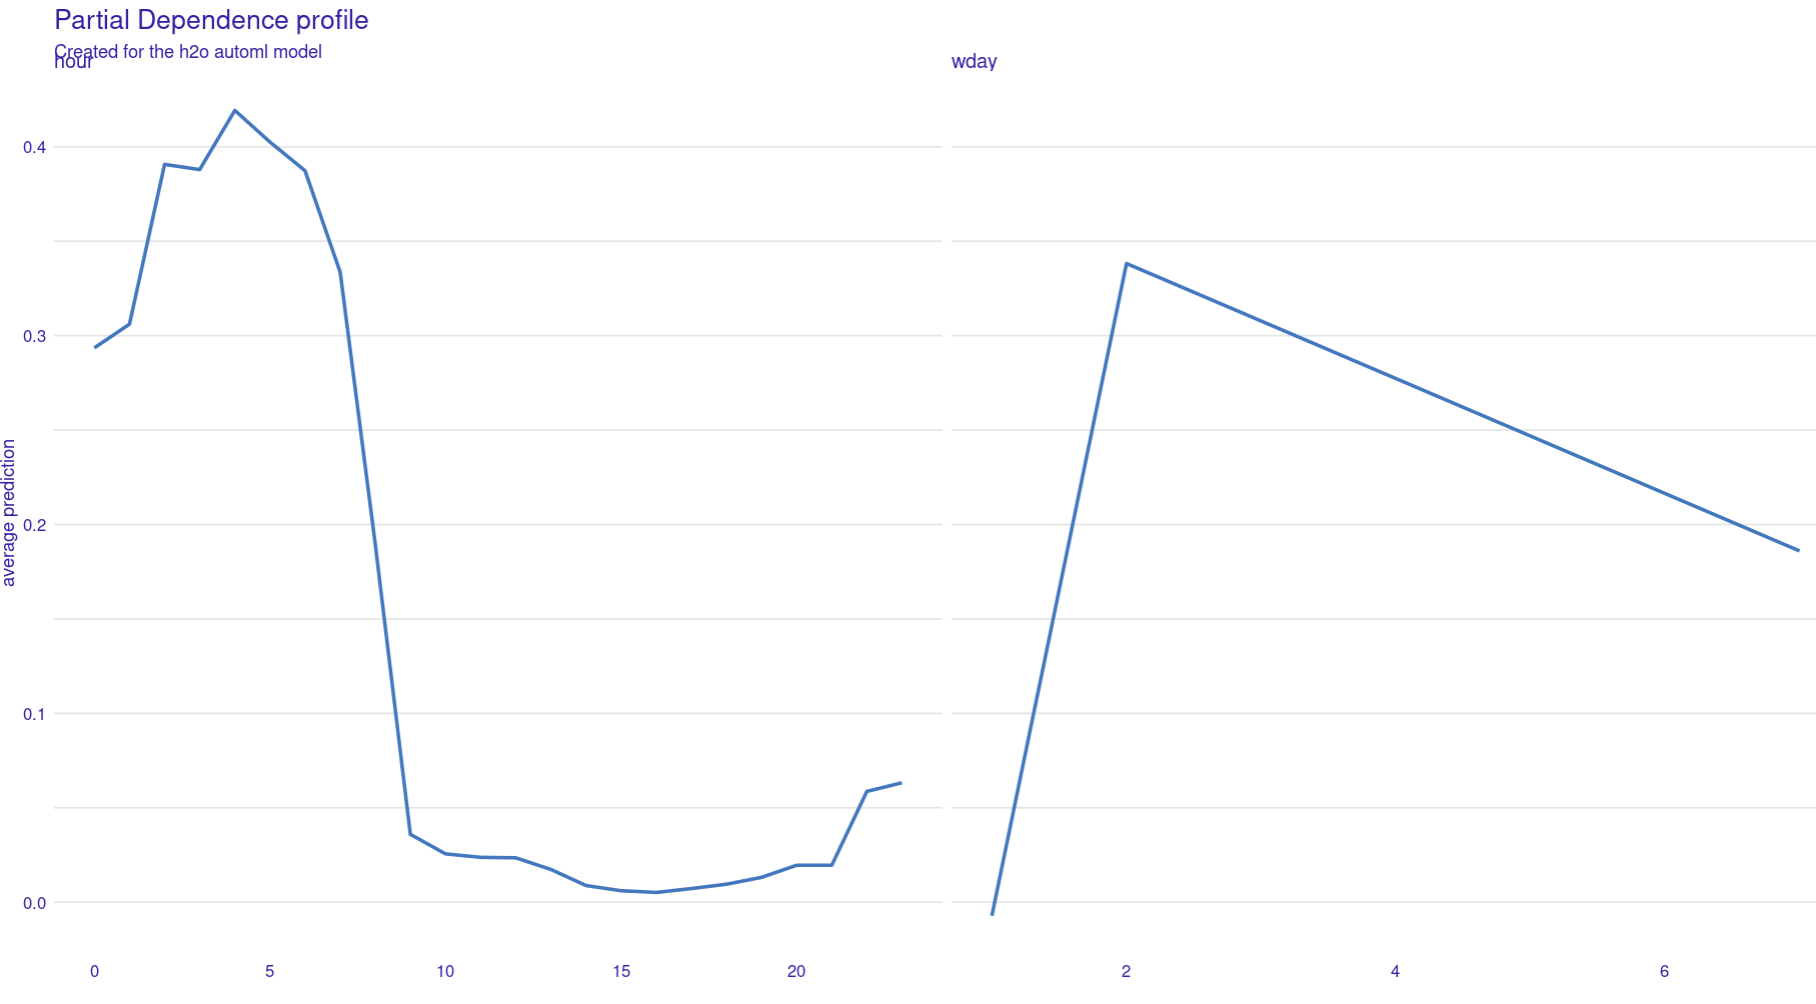 Partial Dependence profile
Created for the h2o automl model
hour
wday
average prediction
0.4
0.3
0.2
0.1
0.0
0 5 10 15 20
2 4 6